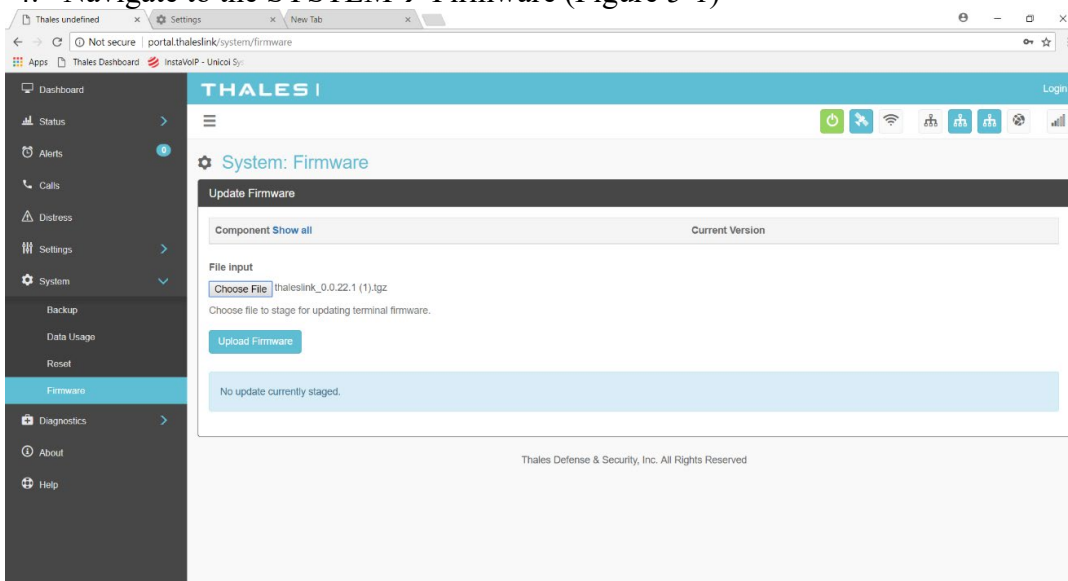 4. Navigate to the SYSTEM → Firmware (Figure 3-1)
Thales undefined
Settings
New Tab
Not secure | portal.thaleslink/system/firmware
Apps Thales Dashboard InstaVoIP - Unicoi Sy
Dashboard
THALES
Login
Status
Alerts 0
System: Firmware
Calls
Update Firmware
Distress
Component Show all Current Version
Settings
File input
System
Choose File thaleslink_0.0.22.1 (1).tgz
Backup
Choose file to stage for updating terminal firmware.
Data Usage
Upload Firmware
Reset
Firmware
No update currently staged.
Diagnostics
About
Thales Defense & Security, Inc. All Rights Reserved
Help